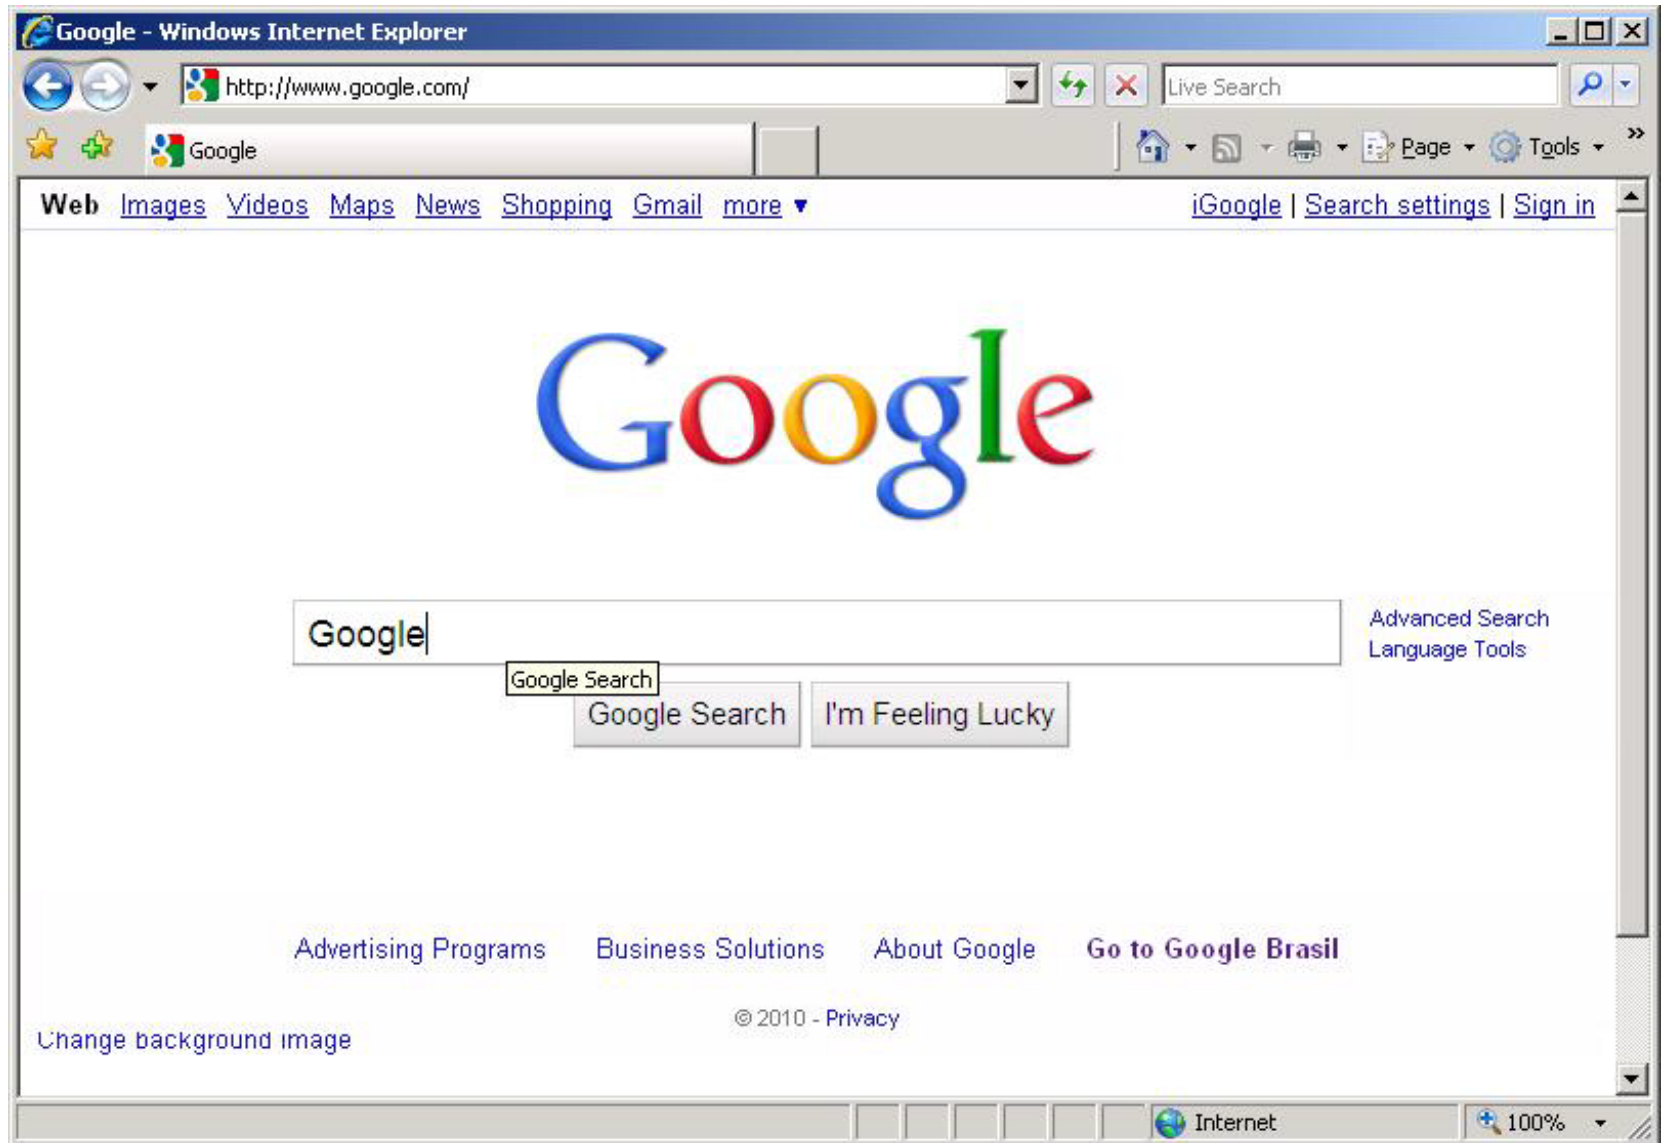 Google - Windows Internet Explorer
http://www.google.com/
Live Search
Google
Page
Tools
Web Images Videos Maps News Shopping Gmail more
iGoogle | Search settings | Sign in
Google
Google
Advanced Search
Language Tools
Google Search
Google Search
I'm Feeling Lucky
Advertising Programs Business Solutions About Google Go to Google Brasil
© 2010 - Privacy
Change background image
Internet
100%